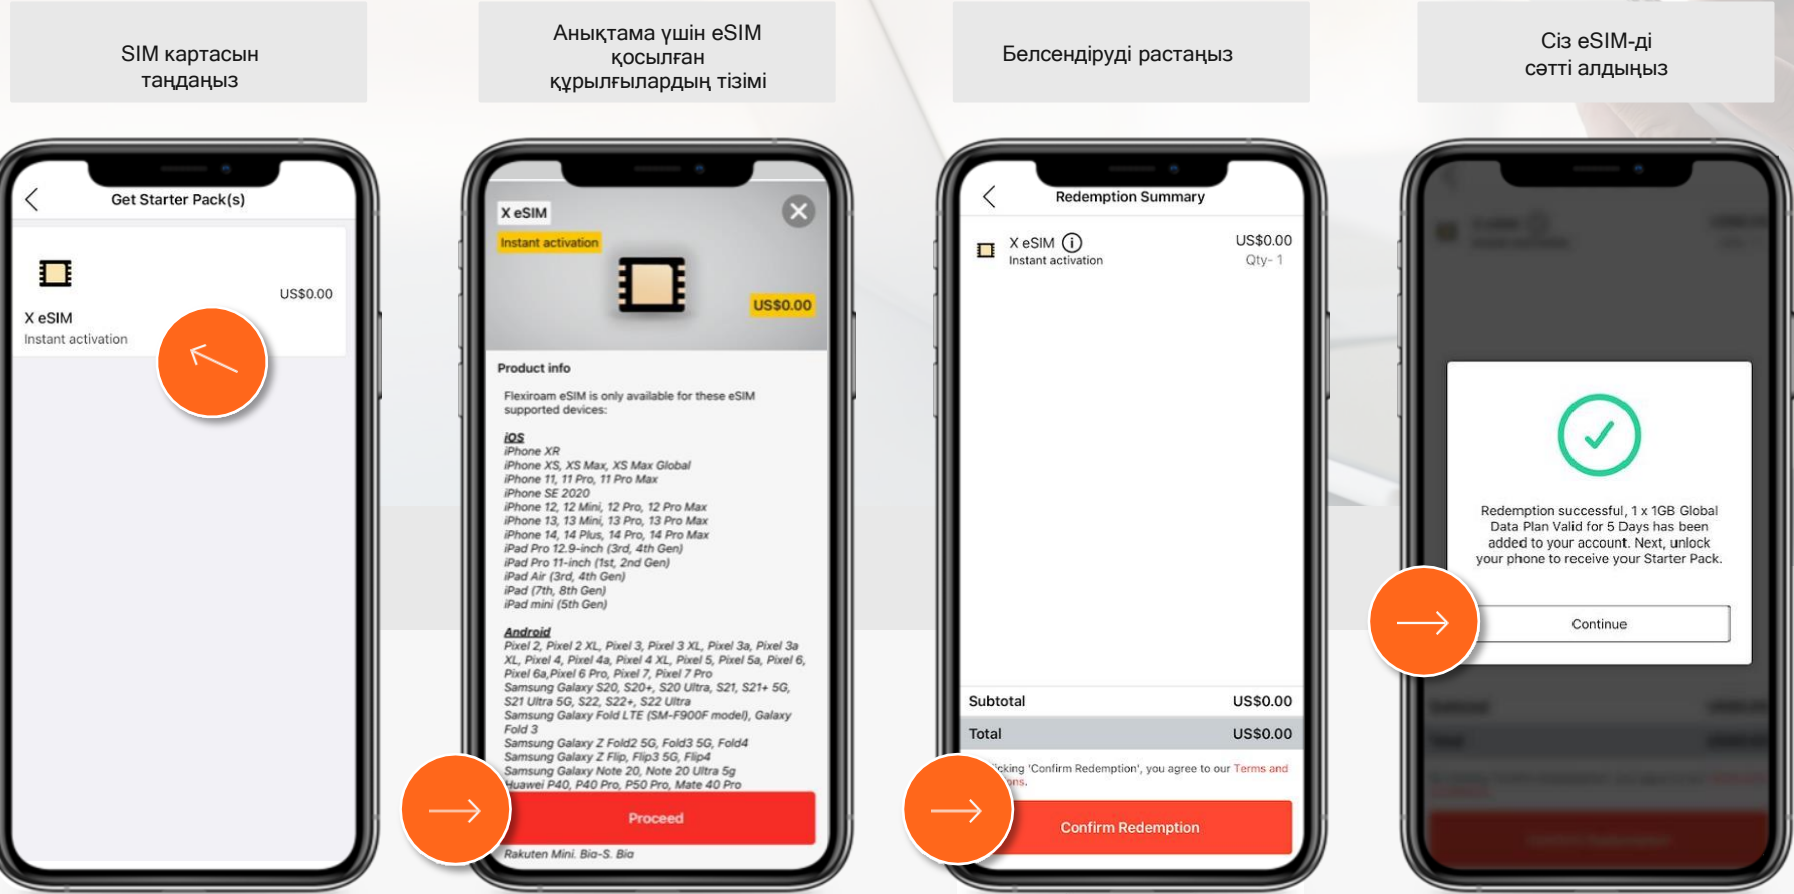 SIM картасын
таңдаңыз
Get Starter Pack(s)
US$0.00
X eSIM
Instant activation
Анықтама үшін eSIM
қосылған
құрылғылардың тізімі
X eSIM
Instant activation
US$0.00
Product info
Flexiroam eSIM is only available for these eSIM
supported devices:
iOS
iPhone XR
iPhone XS, XS Max, XS Max Global
iPhone 11, 11 Pro, 11 Pro Max
iPhone SE 2020
iPhone 12, 12 Mini, 12 Pro, 12 Pro Max
iPhone 13, 13 Mini, 13 Pro, 13 Pro Max
iPhone 14, 14 Plus, 14 Pro, 14 Pro Max
iPad Pro 12.9-inch (3rd, 4th Gen)
iPad Pro 11-inch (1st, 2nd Gen)
iPad Air (3rd, 4th Gen)
iPad (7th, 8th Gen)
iPad mini (5th Gen)
Android
Pixel 2, Pixel 2 XL, Pixel 3, Pixel 3 XL, Pixel 3a, Pixel 3a
XL, Pixel 4, Pixel 4a, Pixel 4 XL, Pixel 5, Pixel 5a, Pixel 6,
Pixel 6a,Pixel 6 Pro, Pixel 7, Pixel 7 Pro
Samsung Galaxy S20, S20+, S20 Ultra, S21, S21+ 5G,
S21 Ultra 5G, S22, S22+, S22 Ultra
Samsung Galaxy Fold LTE (SM-F900F model), Galaxy
Fold 3
Samsung Galaxy Z Fold2 5G, Fold3 5G, Fold4
Samsung Galaxy Z Flip, Flip3 5G, Flip4
Samsung Galaxy Note 20, Note 20 Ultra 5g
Huawei P40, P40 Pro, P50 Pro, Mate 40 Pro
Proceed
Rakuten Mini. Big-S. Big
Белсендіруді растаңыз
Redemption Summary
X eSIM
US$0.00
Instant activation
Qty- 1
Subtotal US$0.00
Total US$0.00
'Confirm Redemption', you agree to our Terms and
Confirm Redemption
Сіз eSIM-ді
сәтті алдыңыз
Redemption successful, 1 x 1GB Global
Data Plan Valid for 5 Days has been
added to your account. Next, unlock
your phone to receive your Starter Pack.
Continue